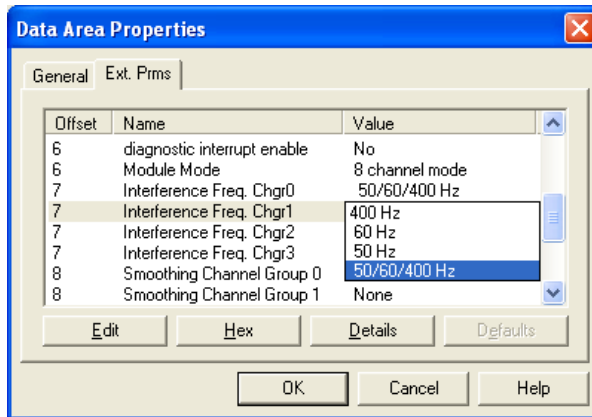 Data Area Properties
General Ext. Prms
Offset Name Value
6 diagnostic interrupt enable No
6 Module Mode 8 channel mode
7 Interference Freq. Chgr0 50/60/400 Hz
7 Interference Freq. Chgr1 400 Hz
7 Interference Freq. Chgr2 60 Hz
7 Interference Freq. Chgr3 50 Hz
8 Smoothing Channel Group 0 50/60/400 Hz
8 Smoothing Channel Group 1 None
Edit Hex Details Defaults
OK Cancel Help